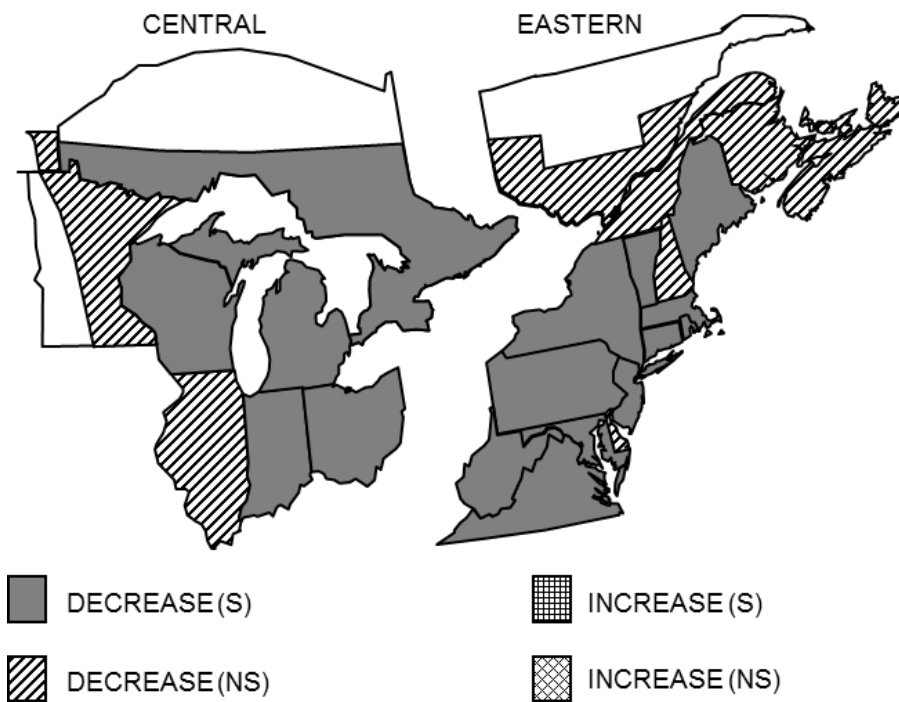 CENTRAL
EASTERN
DECREASE (S)
INCREASE (S)
DECREASE (NS)
INCREASE (NS)